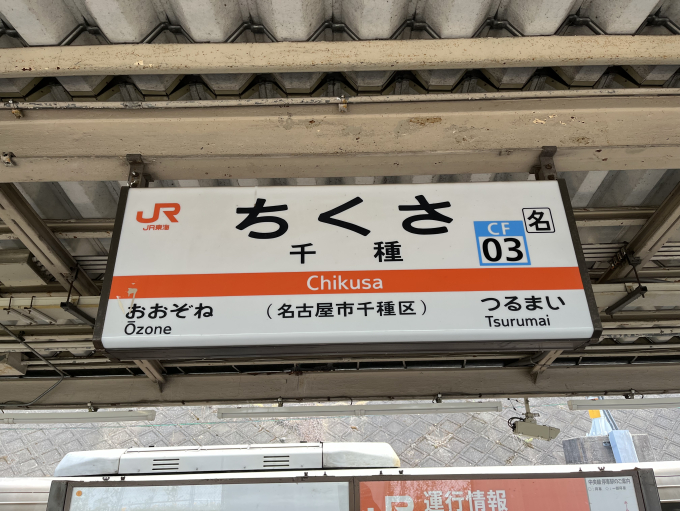 JR
JR東海
ちくさ
千種
CF
03
名
Chikusa
おおぞね
Ōzone
（名古屋市千種区）
つるまい
Tsurumai
JR 運行情報